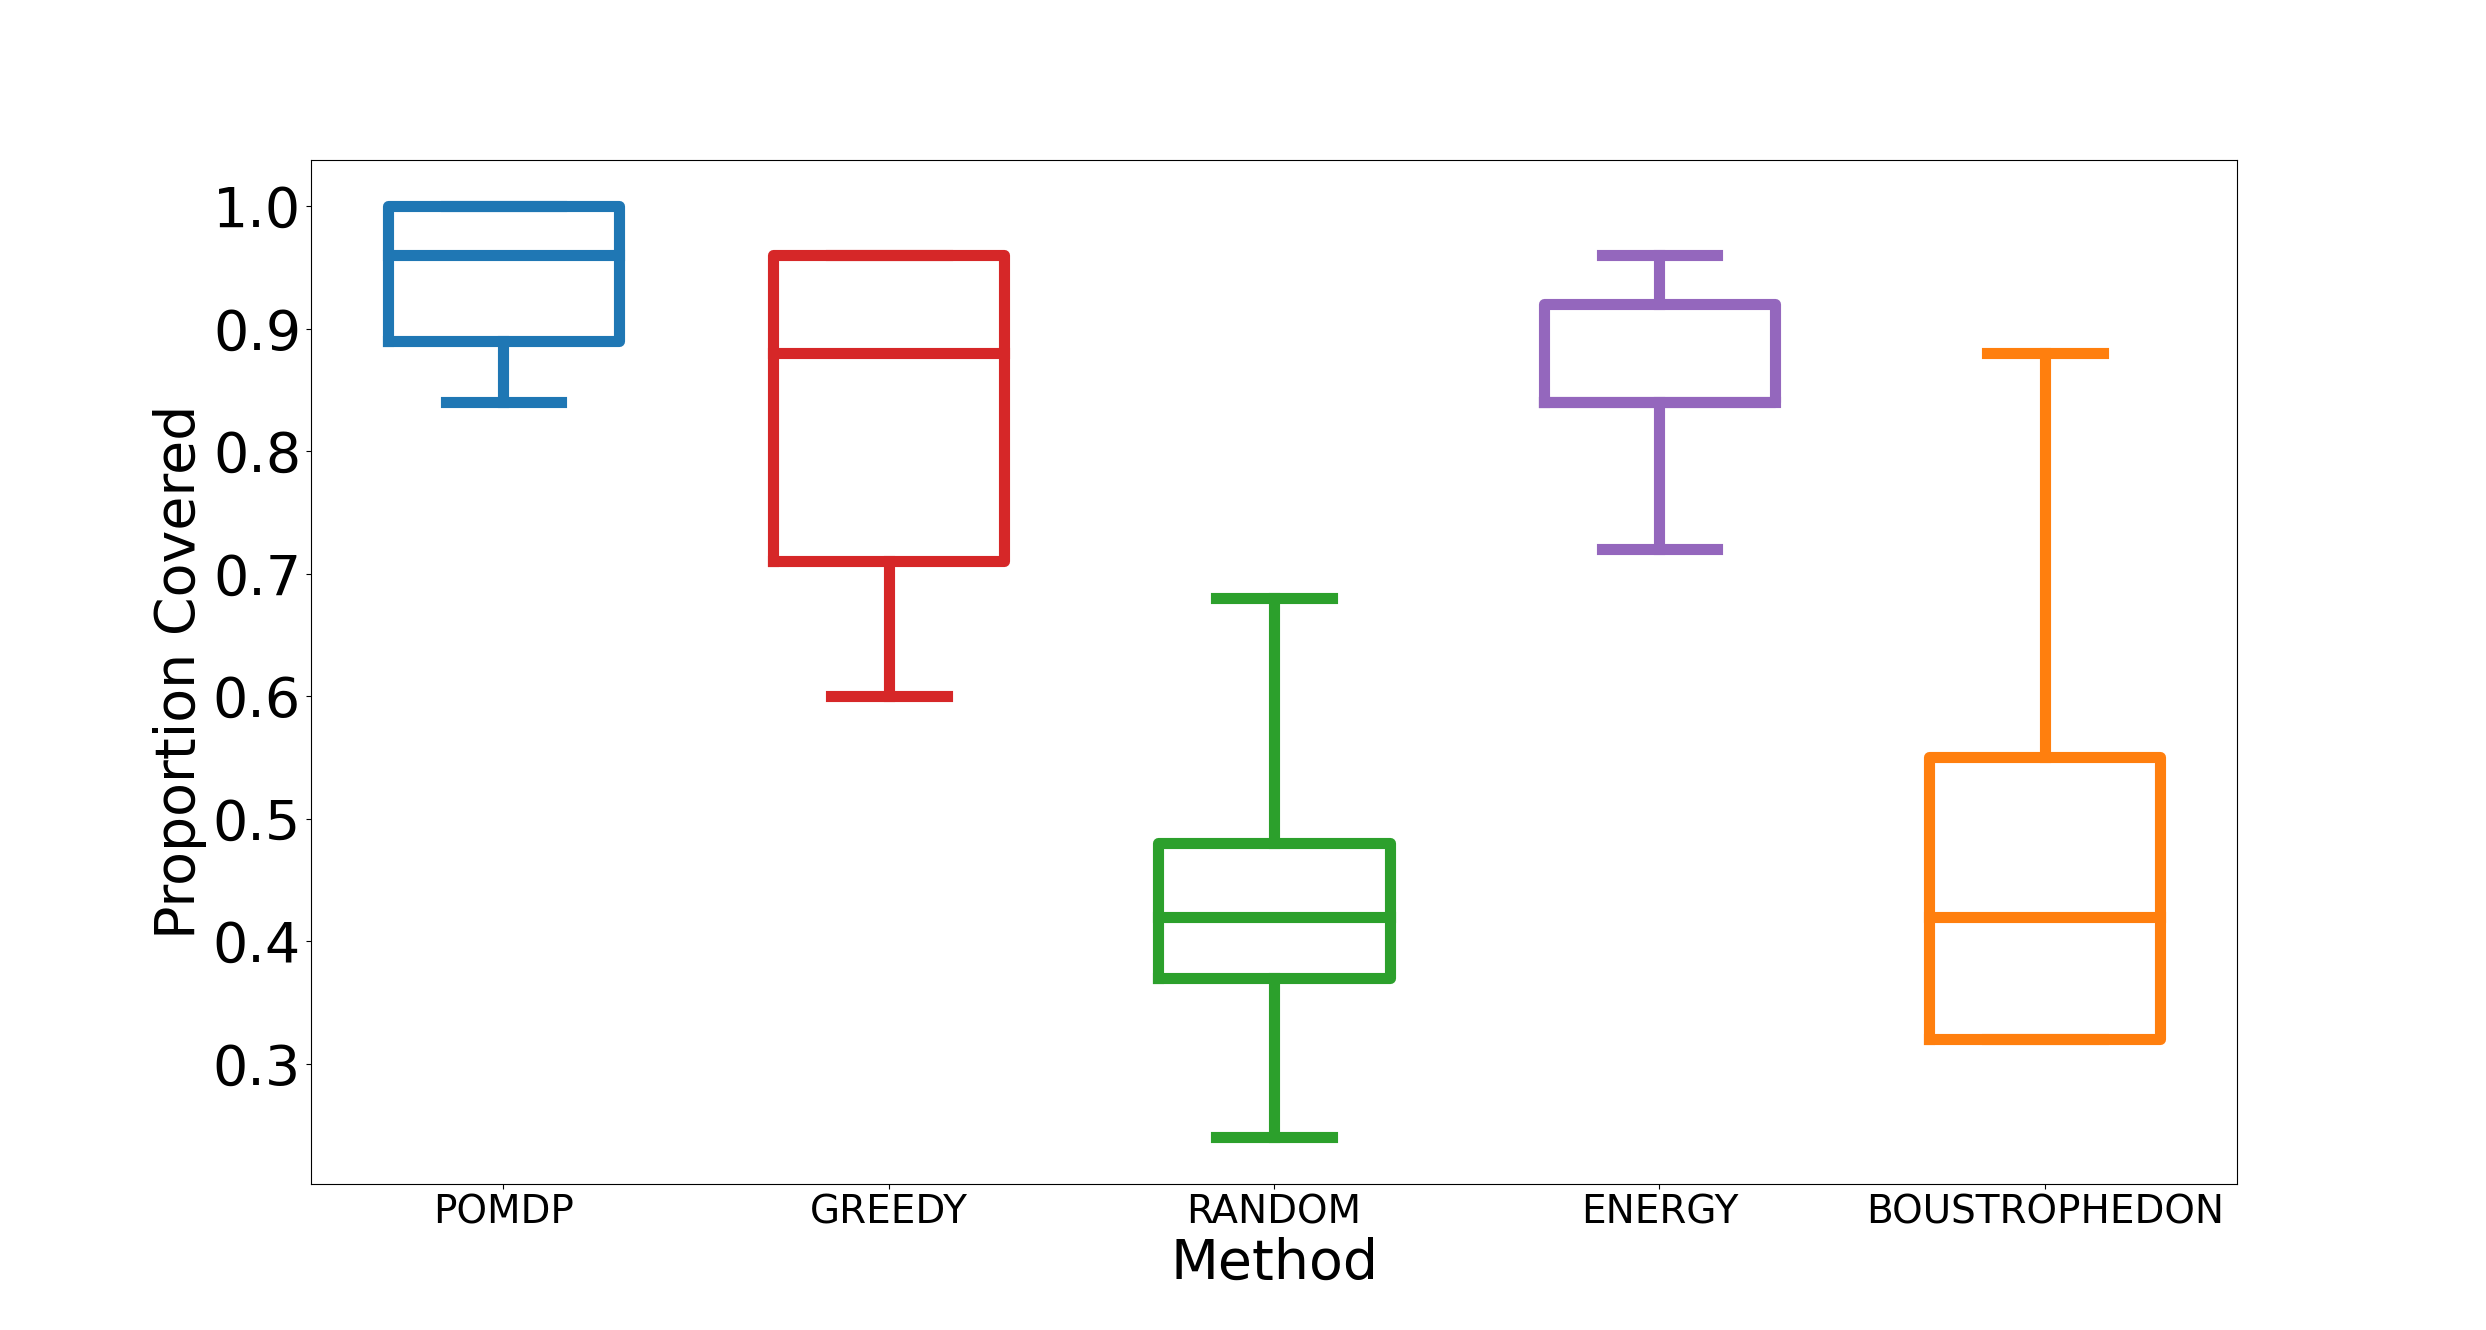 1.0
0.9
0.8
0.7
0.6
0.5
0.4
0.3
Proportion Covered
POMDP
GREEDY
RANDOM
ENERGY
BOUSTROPHEDON
Method